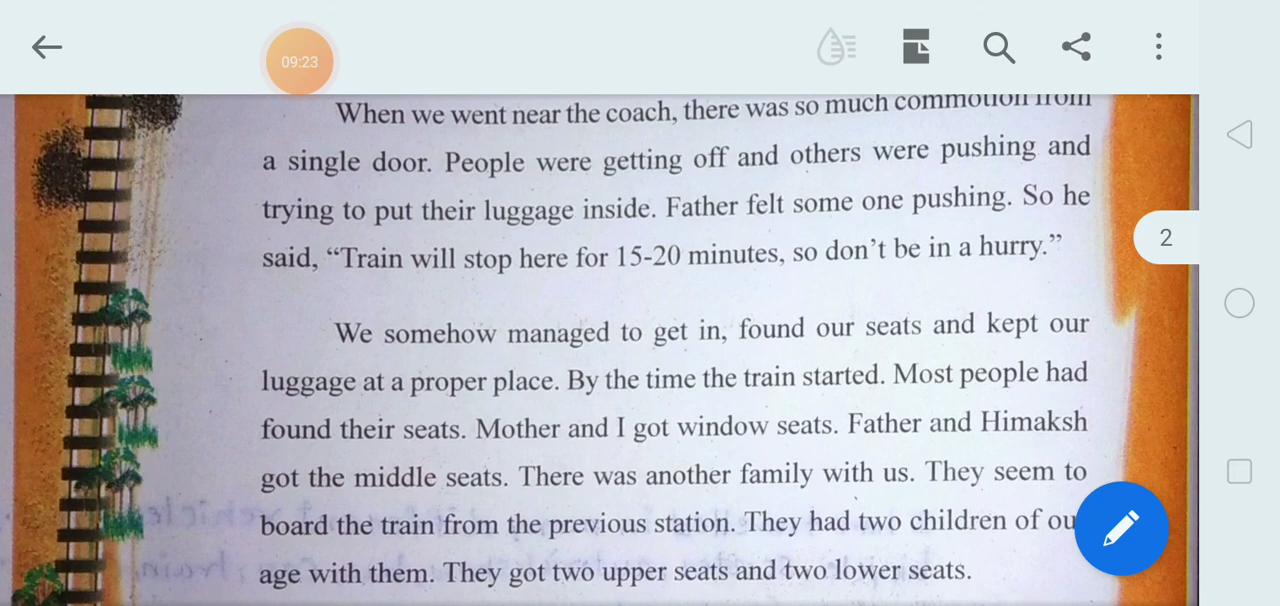 09:23
When we went near the coach, there was so much commotion from
a single door. People were getting off and others were pushing and
trying to put their luggage inside. Father felt some one pushing. So he
said, “Train will stop here for 15-20 minutes, so don’t be in a hurry.”
2
We somehow managed to get in, found our seats and kept our
luggage at a proper place. By the time the train started. Most people had
found their seats. Mother and I got window seats. Father and Himaksh
got the middle seats. There was another family with us. They seem to
board the train from the previous station. They had two children of ou
age with them. They got two upper seats and two lower seats.